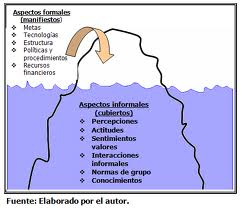 Aspectos formales
(manifiestos)
❖ Metas
❖ Tecnologías
❖ Estructura
❖ Políticas y
procedimientos
❖ Recursos
financieros
Aspectos informales
(cubiertos)
❖ Percepciones
❖ Actitudes
❖ Sentimientos
valores
❖ Interacciones
informales
❖ Normas de grupo
❖ Conocimientos
Fuente: Elaborado por el autor.